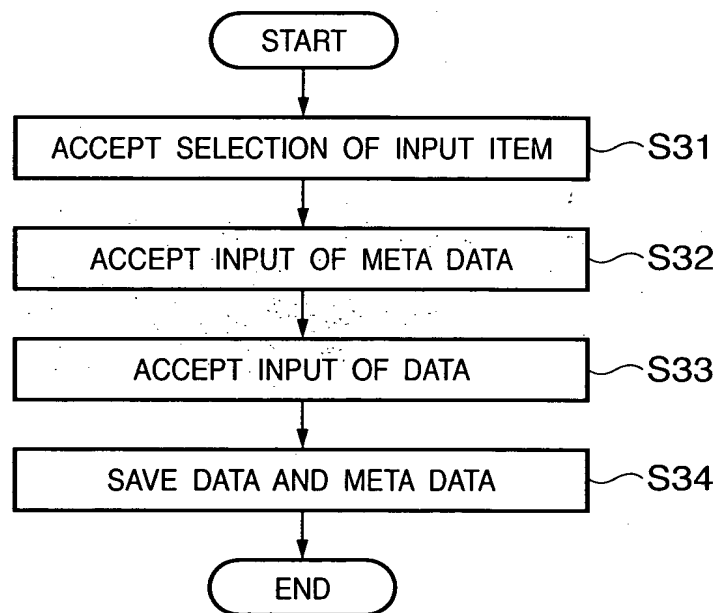 START
ACCEPT SELECTION OF INPUT ITEM S31
ACCEPT INPUT OF META DATA S32
ACCEPT INPUT OF DATA S33
SAVE DATA AND META DATA S34
END